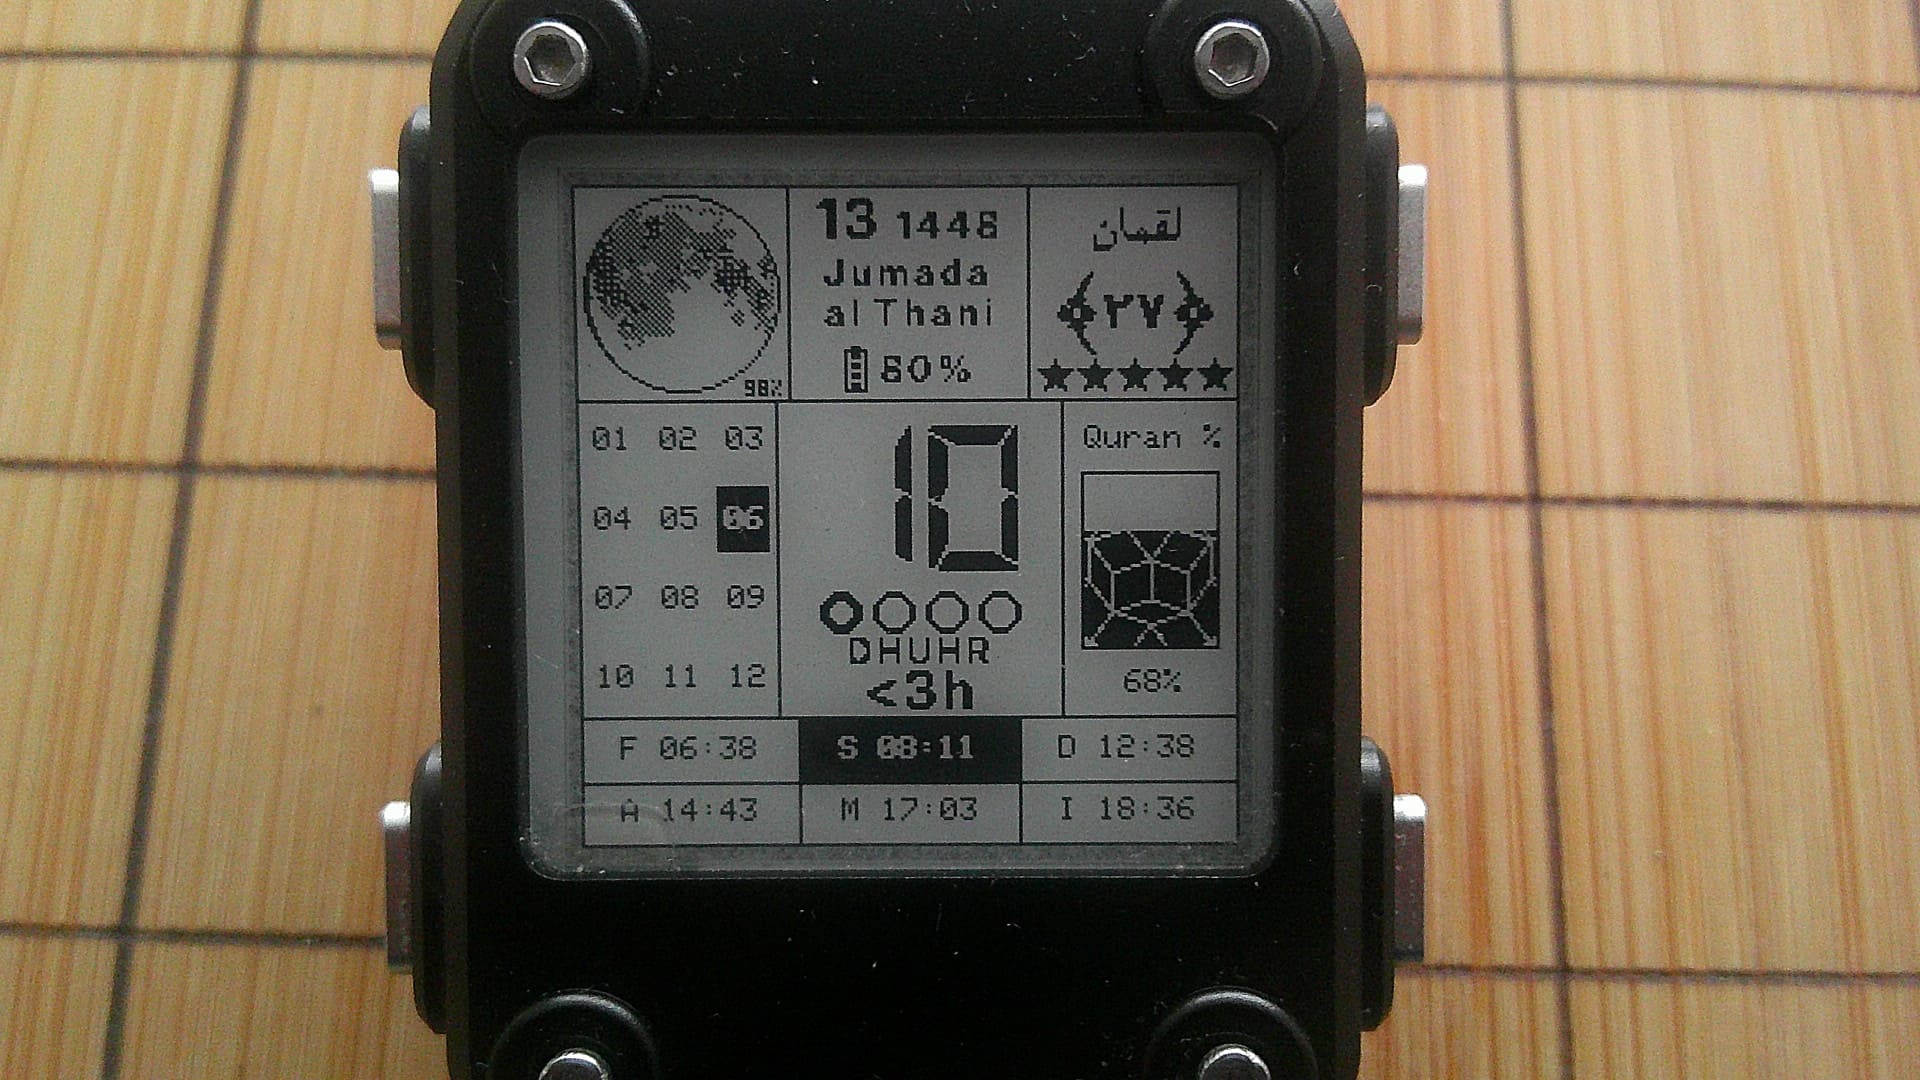 13 1446
Jumada
al Thani
80%
98%
لقمان
٢٧
01 02 03
04 05 06
07 08 09
10 11 12
10
DHUHR
<3h
Quran %
68%
F 06:38 S 08:11 D 12:38
A 14:43 M 17:03 I 18:36